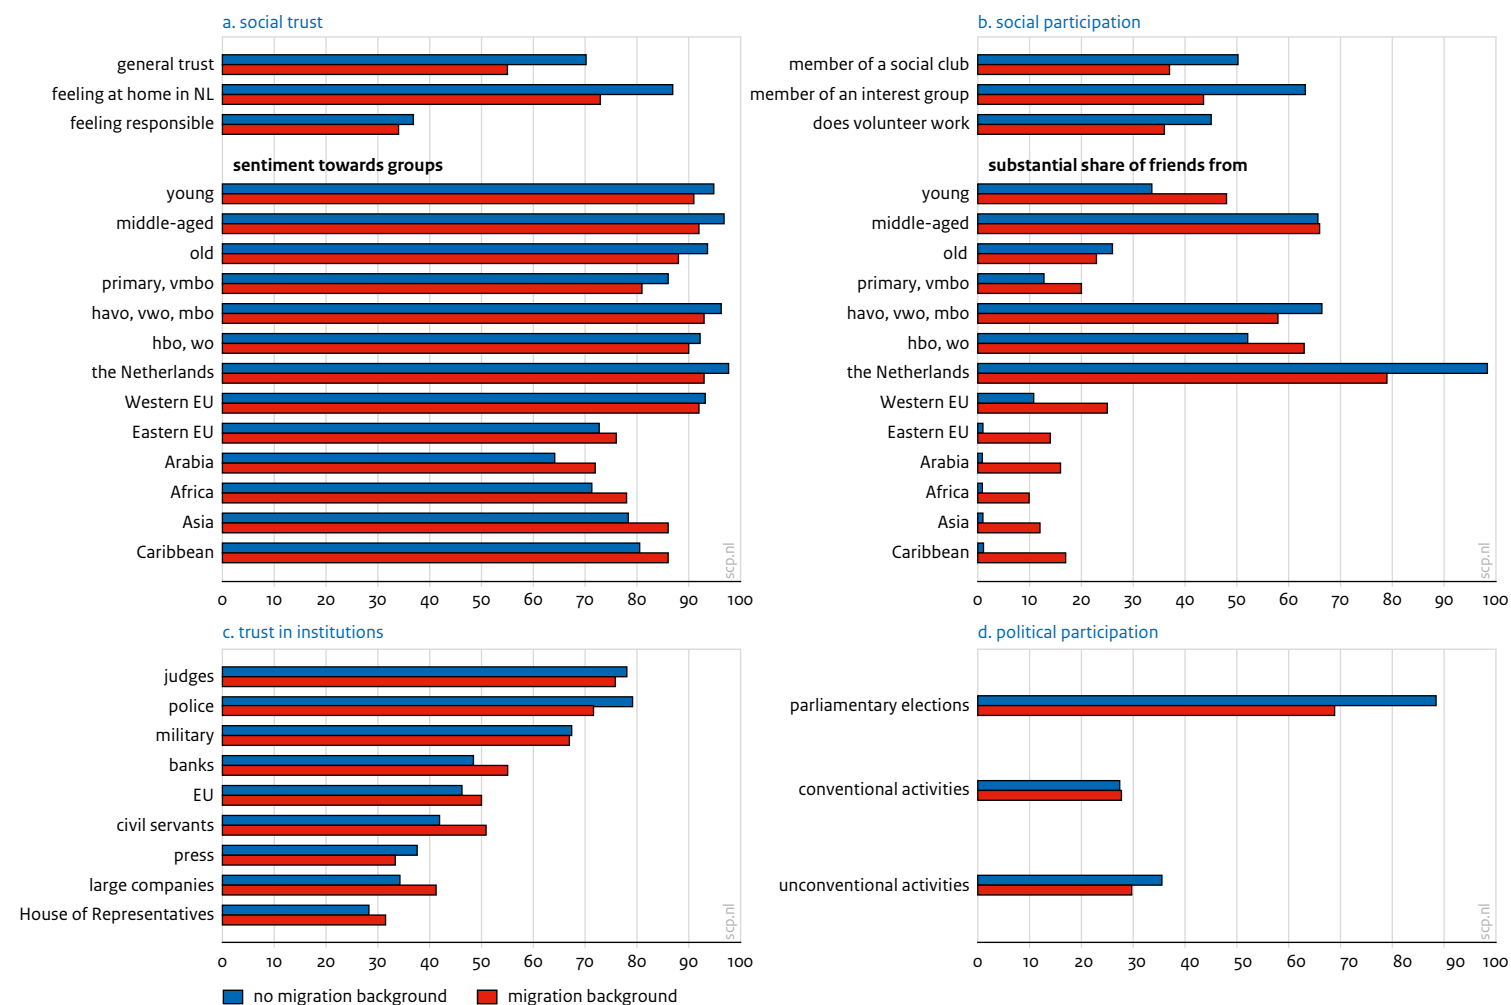 a. social trust
general trust
feeling at home in NL
feeling responsible
sentiment towards groups
young
middle-aged
old
primary, vmbo
havo, vwo, mbo
hbo, wo
the Netherlands
Western EU
Eastern EU
Arabia
Africa
Asia
Caribbean
scp.nl
0 10 20 30 40 50 60 70 80 90 100
b. social participation
member of a social club
member of an interest group
does volunteer work
substantial share of friends from
young
middle-aged
old
primary, vmbo
havo, vwo, mbo
hbo, wo
the Netherlands
Western EU
Eastern EU
Arabia
Africa
Asia
Caribbean
scp.nl
0 10 20 30 40 50 60 70 80 90 100
c. trust in institutions
judges
police
military
banks
EU
civil servants
press
large companies
House of Representatives
scp.nl
0 10 20 30 40 50 60 70 80 90 100
d. political participation
parliamentary elections
conventional activities
unconventional activities
scp.nl
0 10 20 30 40 50 60 70 80 90 100
no migration background migration background